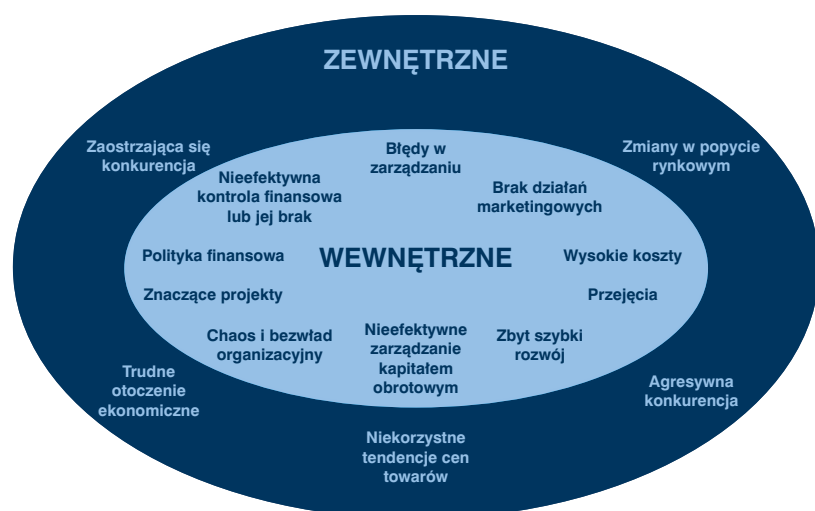 ZEWNĘTRZNE
Zaostrzająca się
konkurencja
Zmiany w popycie
rynkowym
Błędy w
zarządzaniu
Nieefektywna
kontrola finansowa
lub jej brak
Brak działań
marketingowych
Polityka finansowa
WEWNĘTRZNE
Wysokie koszty
Znaczące projekty
Przejęcia
Chaos i bezwład
organizacyjny
Nieefektywne
zarządzanie
kapitałem
obrotowym
Zbyt szybki
rozwój
Trudne
otoczenie
ekonomiczne
Agresywna
konkurencja
Niekorzystne
tendencje cen
towarów